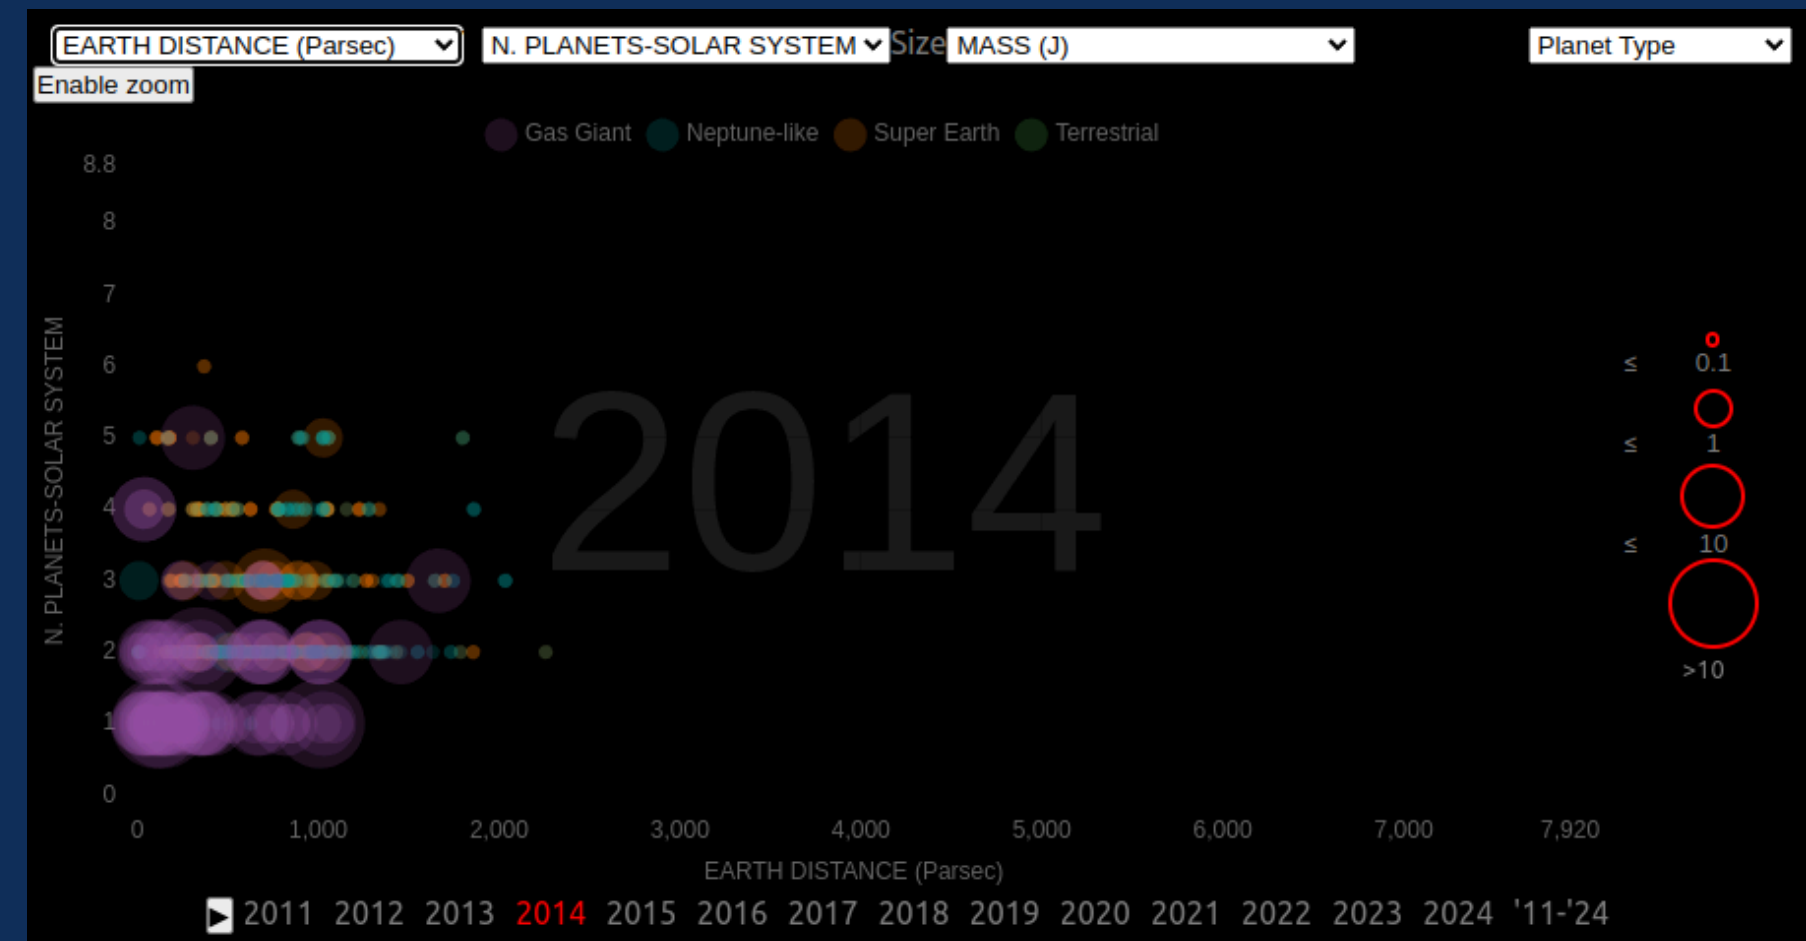 EARTH DISTANCE (Parsec) N. PLANETS-SOLAR SYSTEM Size MASS (J) Planet Type
Enable zoom
Gas Giant Neptune-like Super Earth Terrestrial
8.8
8
7
6
5
4
3
2
1
0
N. PLANETS-SOLAR SYSTEM
2014
≤ 0.1
≤ 1
≤ 10
>10
0 1,000 2,000 3,000 4,000 5,000 6,000 7,000 7,920
EARTH DISTANCE (Parsec)
2011 2012 2013 2014 2015 2016 2017 2018 2019 2020 2021 2022 2023 2024 '11-'24